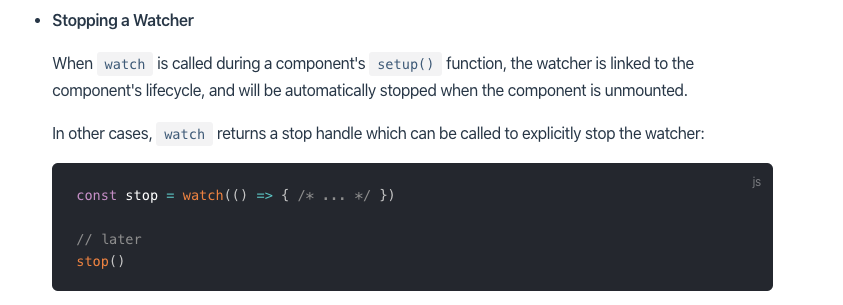 • Stopping a Watcher
When watch is called during a component's setup() function, the watcher is linked to the
component's lifecycle, and will be automatically stopped when the component is unmounted.
In other cases, watch returns a stop handle which can be called to explicitly stop the watcher:
js
const stop = watch(() => { /* ... */ })
// later
stop()